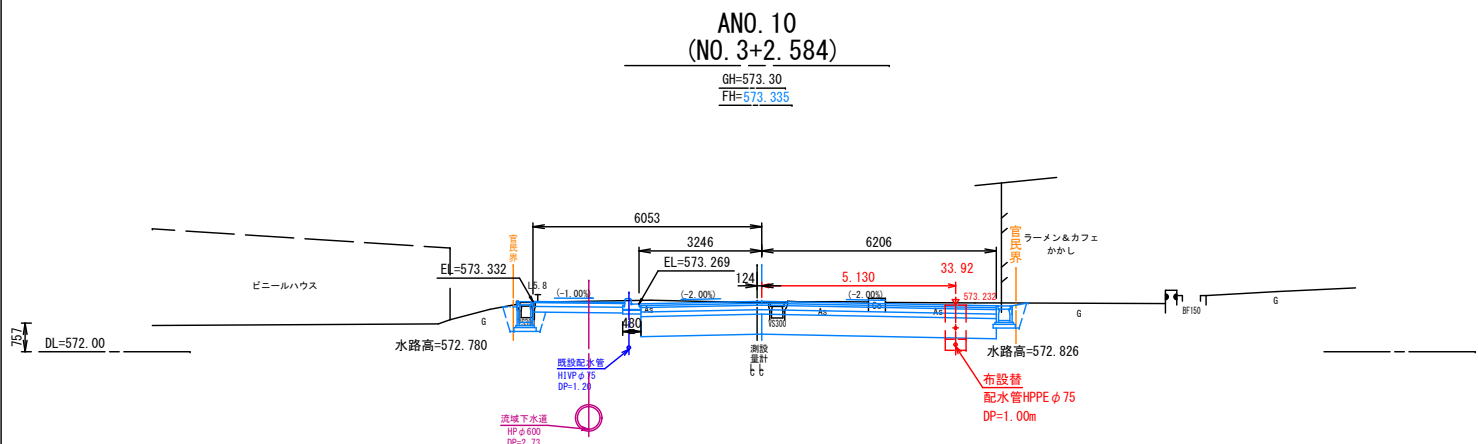 ANO.10
(NO.3+2.584)
GH=573.30
FH=573.335
6053
3246
6206
官民界
ラーメン&カフェ
かかし
官民界
EL=573.332
EL=573.269
124
5.130
33.92
ビニールハウス
L5.8
(-1.00%)
(-2.00%)
(-2.00%)
573.232
As
As
As
G
G
G
BF150
480
VS300
757
DL=572.00
水路高=572.780
測量
設計
水路高=572.826
既設配水管
HIVPφ75
DP=1.20
布設替
配水管HPPEφ75
DP=1.00m
流域下水道
HPφ600
DP=2.73